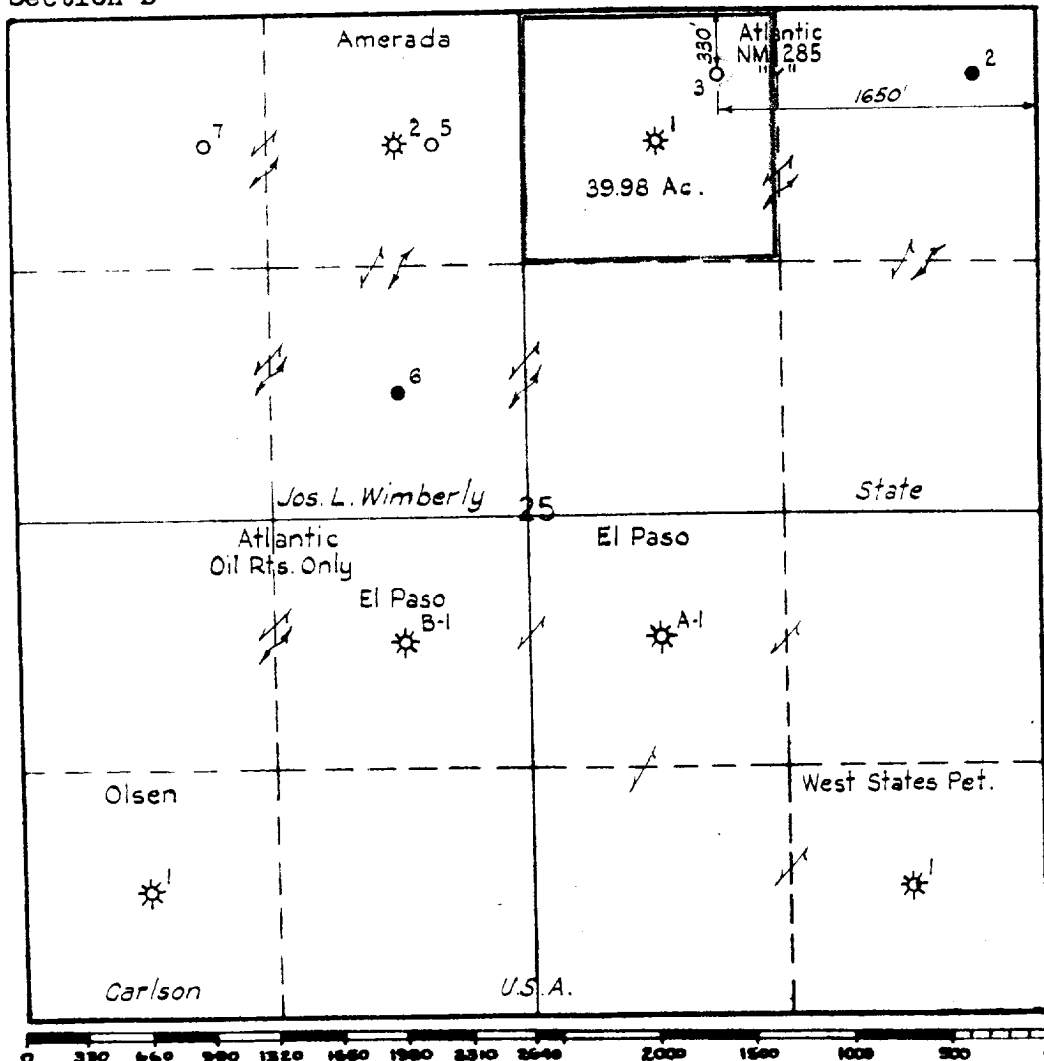 Section B
Amerada
Atlantic
NM 285
330'
3
2
1650'
7
2
5
1
39.98 Ac.
6
Jos. L. Wimberly
25
State
Atlantic
Oil Rts. Only
El Paso
El Paso
B-1
A-1
Olsen
West States Pet.
1
1
Carlson
U.S.A.
0 330 660 990 1320 1650 1980 2310 2640 2000 1500 1000 500